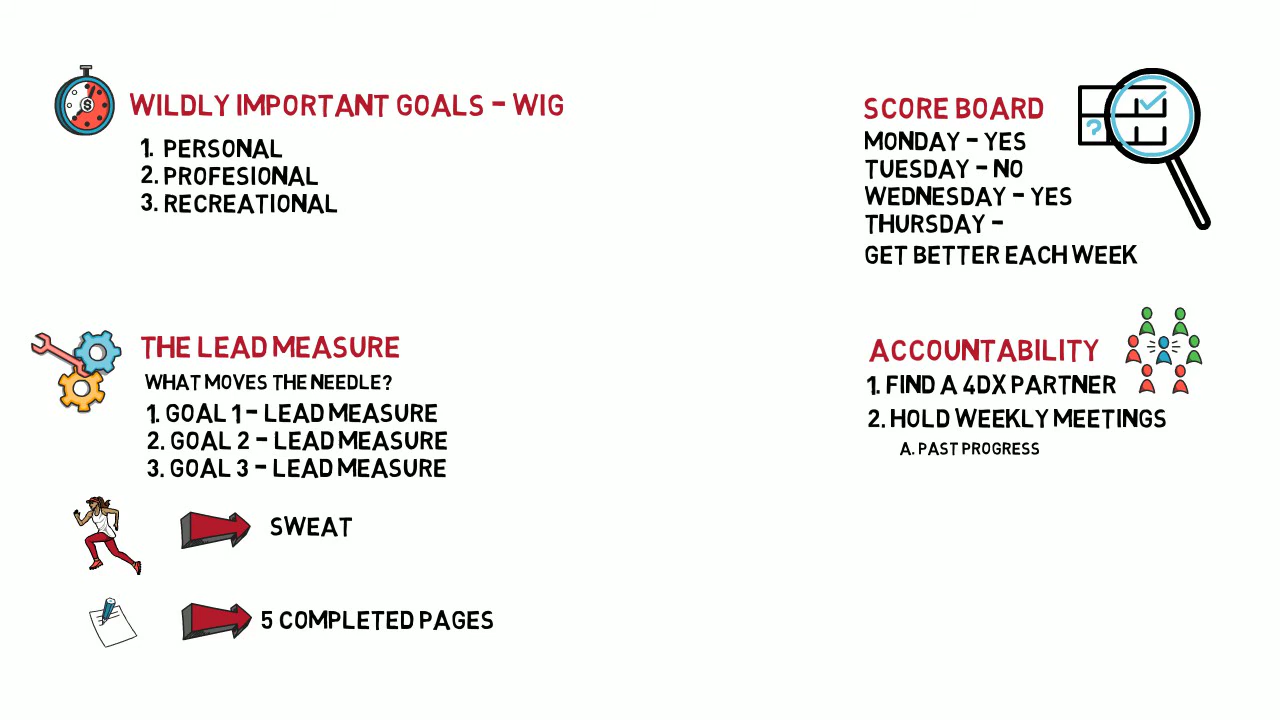 WILDLY IMPORTANT GOALS - WIG
1. PERSONAL
2. PROFESIONAL
3. RECREATIONAL
THE LEAD MEASURE
WHAT MOVES THE NEEDLE?
1. GOAL 1 - LEAD MEASURE
2. GOAL 2 - LEAD MEASURE
3. GOAL 3 - LEAD MEASURE
SWEAT
5 COMPLETED PAGES
SCORE BOARD
MONDAY - YES
TUESDAY - NO
WEDNESDAY - YES
THURSDAY -
GET BETTER EACH WEEK
?
ACCOUNTABILITY
1. FIND A 4DX PARTNER
2. HOLD WEEKLY MEETINGS
A. PAST PROGRESS
$